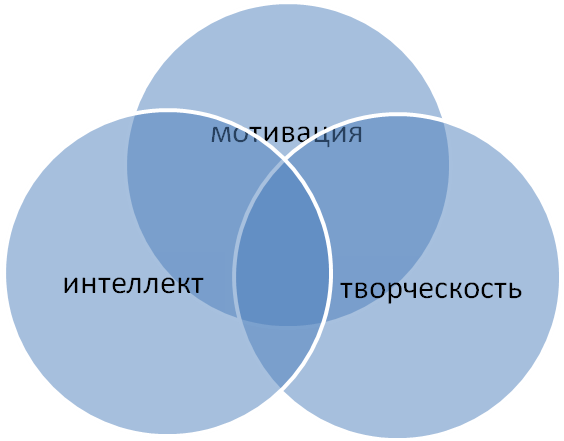 мотивация
интеллект
творческость